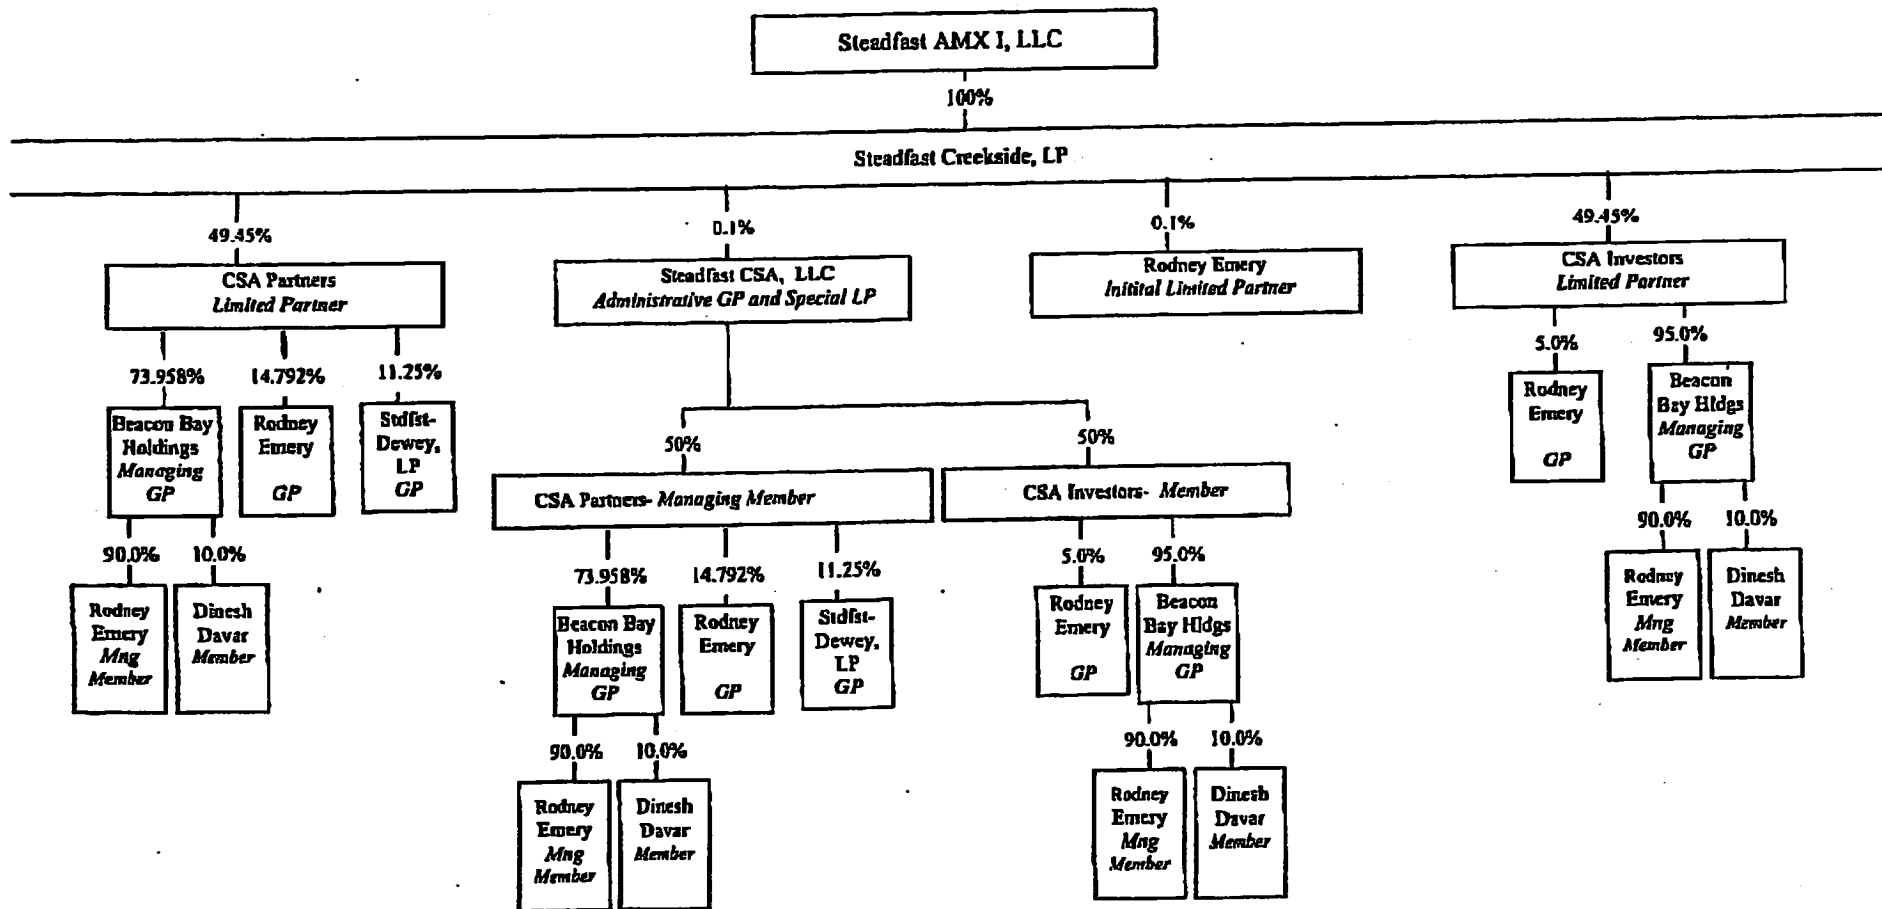 Steadfast AMX I, LLC
100%
Steadfast Creekside, LP
49.45%
0.1%
0.1%
49.45%
CSA Partners
Limited Partner
Steadfast CSA, LLC
Administrative GP and Special LP
Rodney Emery
Initital Limited Partner
CSA Investors
Limited Partner
73.958%
14.792%
11.25%
5.0%
95.0%
Beacon Bay
Holdings
Managing
GP
Rodney
Emery
GP
Stdfst-
Dewey,
LP
GP
Rodney
Emery
GP
Beacon
Bay Hldgs
Managing
GP
50%
50%
CSA Partners- Managing Member
CSA Investors- Member
90.0%
10.0%
90.0%
10.0%
Rodney
Emery
Mng
Member
Dinesh
Davar
Member
73.958%
14.792%
11.25%
5.0%
95.0%
Rodney
Emery
Mng
Member
Dinesh
Davar
Member
Beacon Bay
Holdings
Managing
GP
Rodney
Emery
GP
Stdfst-
Dewey,
LP
GP
Rodney
Emery
GP
Beacon
Bay Hldgs
Managing
GP
90.0%
10.0%
90.0%
10.0%
Rodney
Emery
Mng
Member
Dinesh
Davar
Member
Rodney
Emery
Mng
Member
Dinesh
Davar
Member